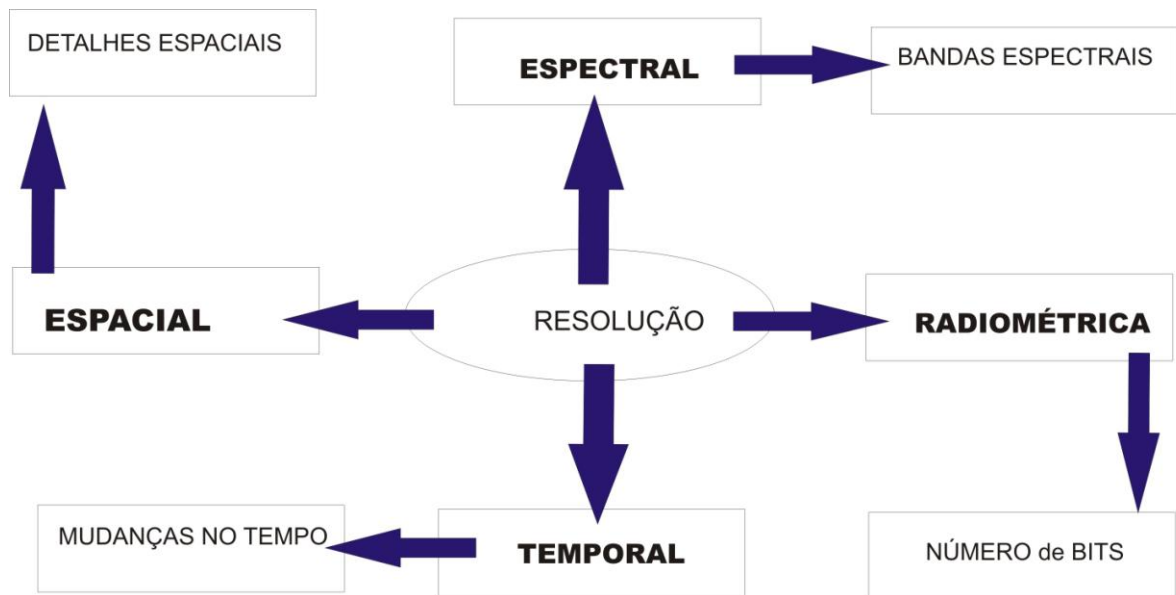 DETALHES ESPACIAIS
ESPECTRAL
BANDAS ESPECTRAIS
ESPACIAL
RESOLUÇÃO
RADIOMÉTRICA
MUDANÇAS NO TEMPO
TEMPORAL
NÚMERO de BITS